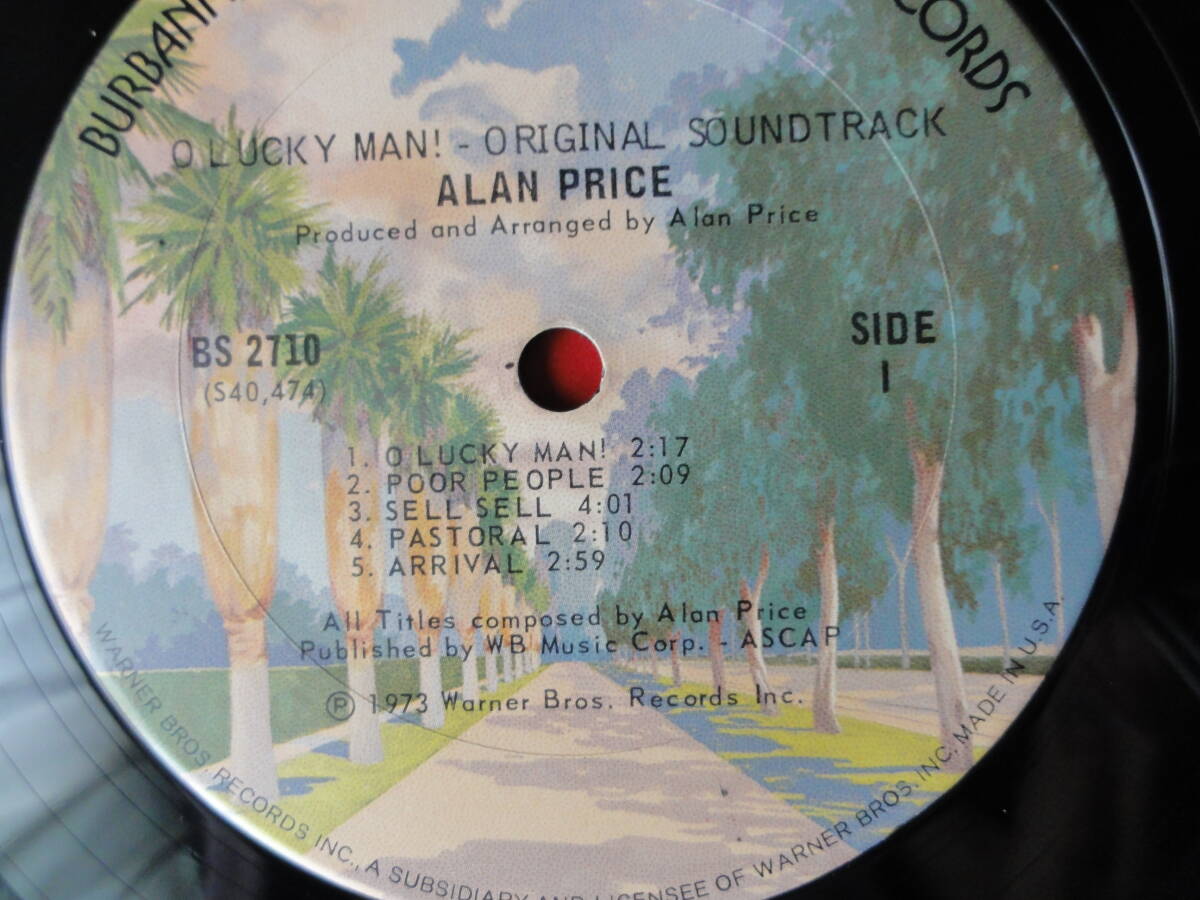 BURBANK
CORDS
O LUCKY MAN! - ORIGINAL SOUNDTRACK
ALAN PRICE
Produced and Arranged by Alan Price
BS 2710
(S40,474)
SIDE
1
1. O LUCKY MAN! 2:17
2. POOR PEOPLE 2:09
3. SELL SELL 4:01
4. PASTORAL 2:10
5. ARRIVAL 2:59
All Titles composed by Alan Price
Published by WB Music Corp. - ASCAP
℗ 1973 Warner Bros. Records Inc.
WARNER BROS. RECORDS INC., A SUBSIDIARY AND LICENSEE OF WARNER BROS. INC. MADE IN U.S.A.